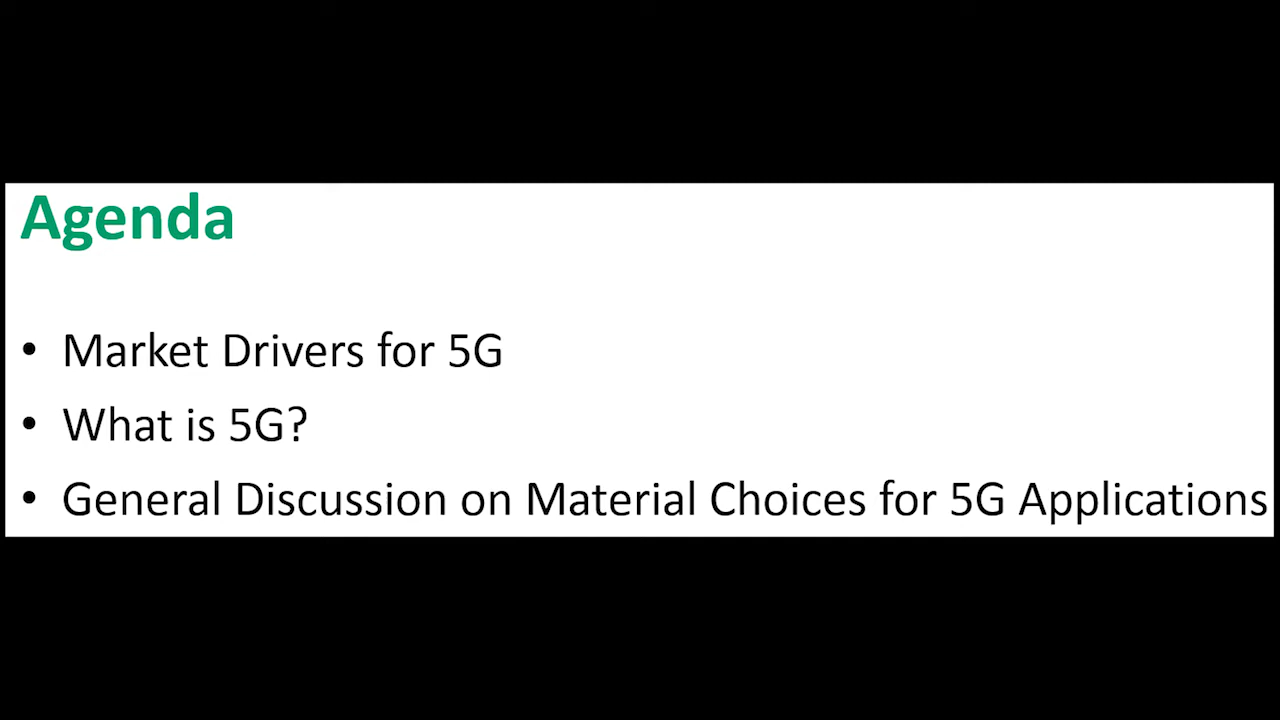 Agenda
• Market Drivers for 5G
• What is 5G?
• General Discussion on Material Choices for 5G Applications